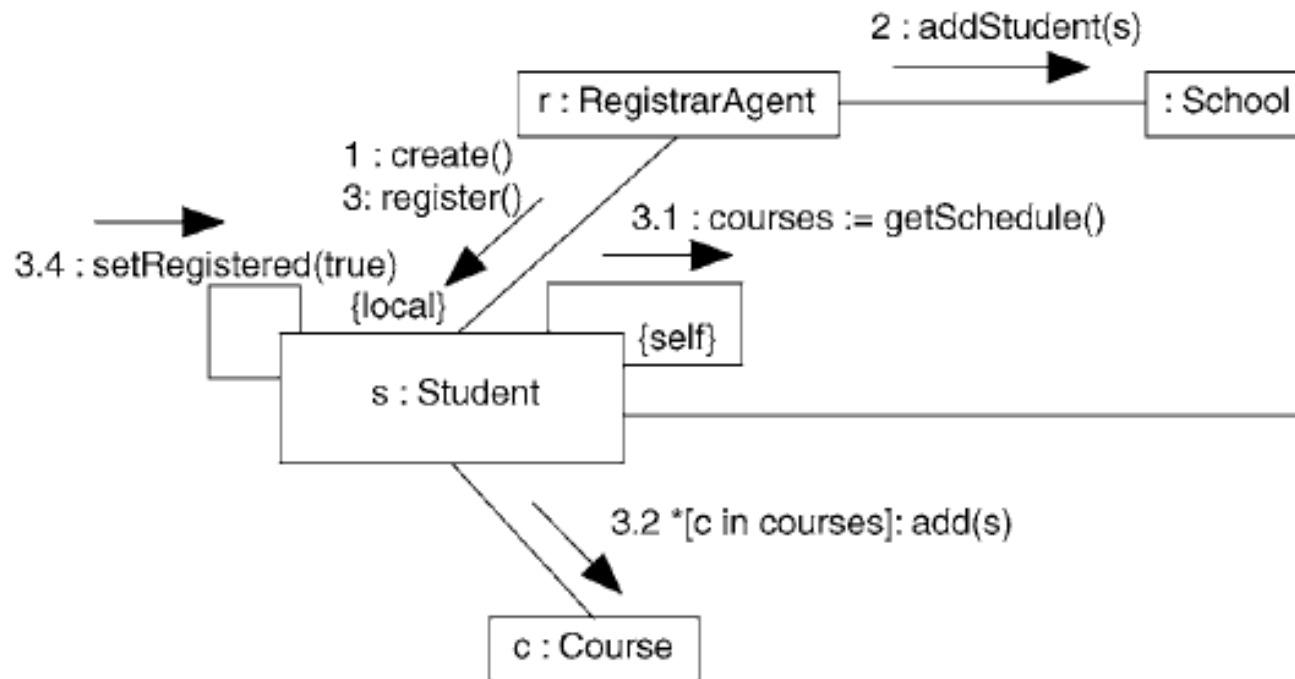 2 : addStudent(s)
r : RegistrarAgent
: School
1 : create()
3: register()
3.1 : courses := getSchedule()
3.4 : setRegistered(true)
{local}
{self}
s : Student
3.2 *[c in courses]: add(s)
c : Course